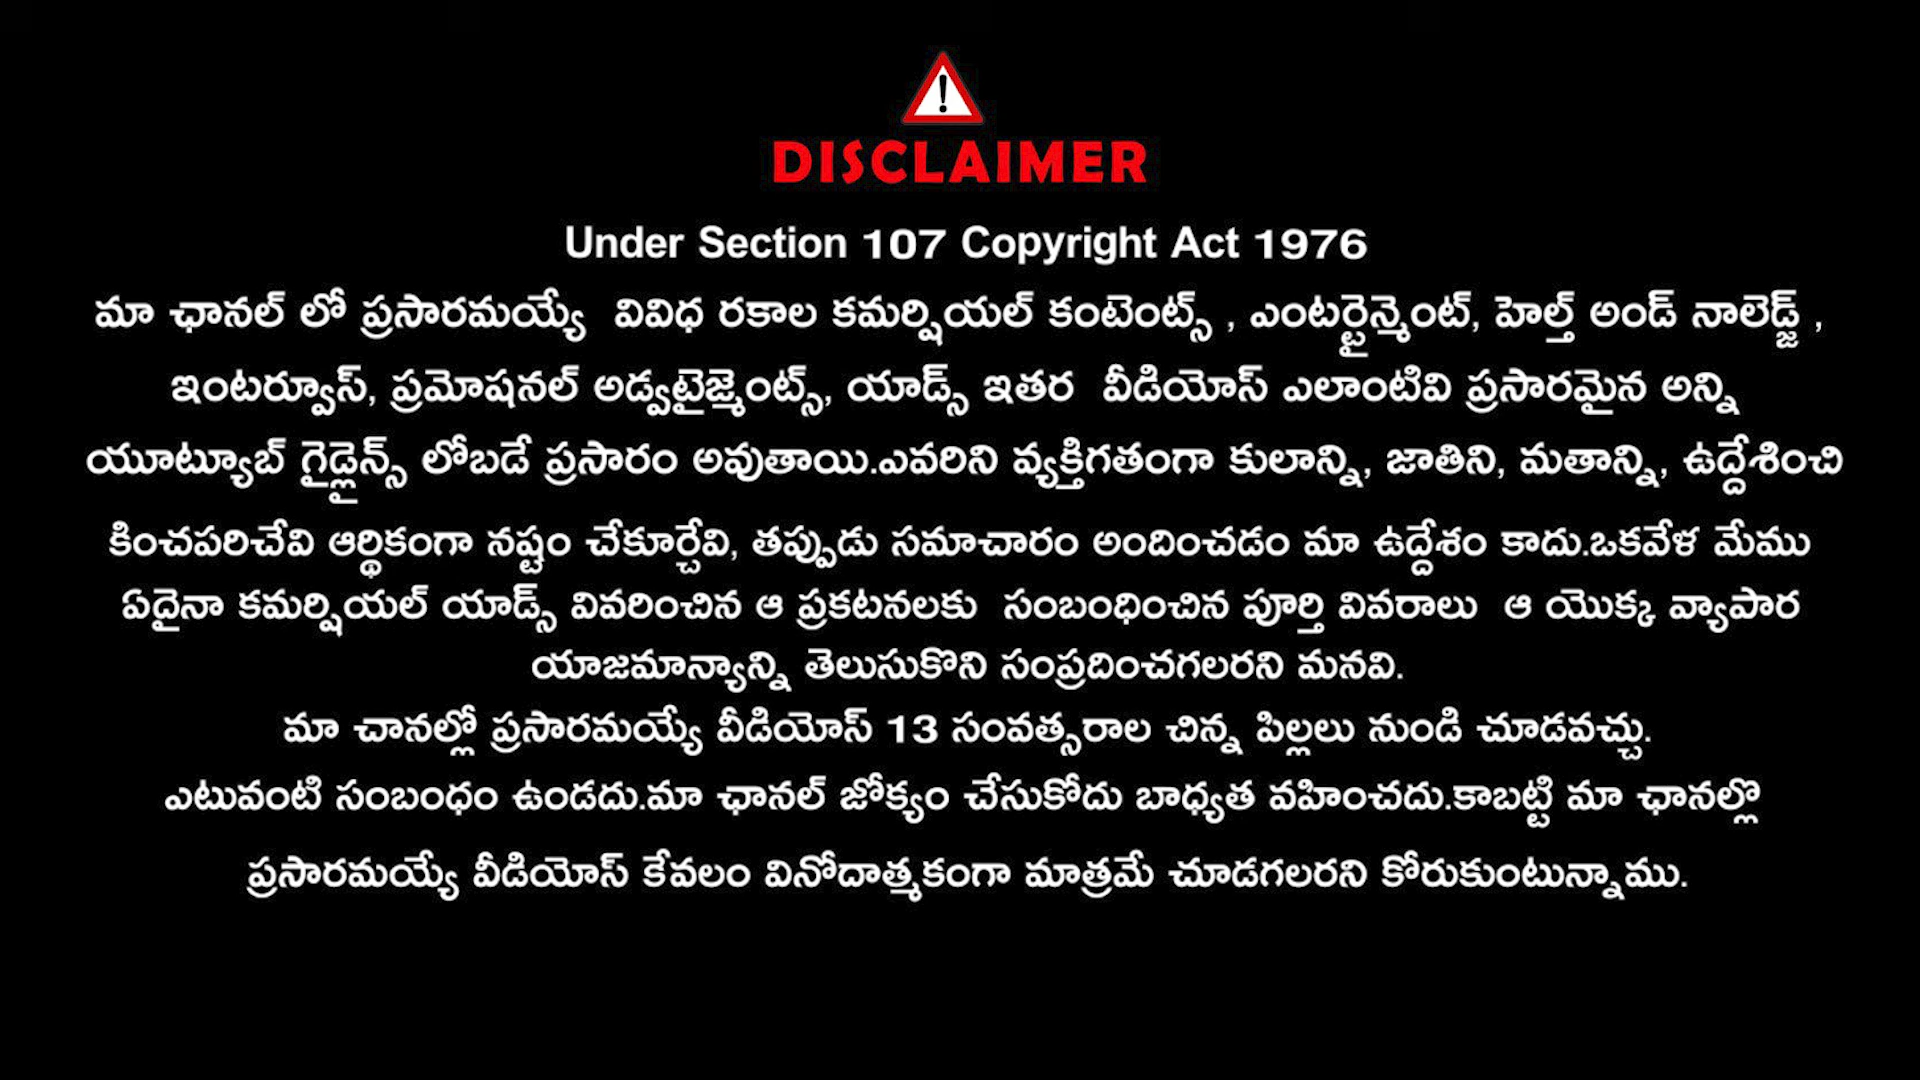 DISCLAIMER
Under Section 107 Copyright Act 1976
మా ఛానల్ లో ప్రసారమయ్యే వివిధ రకాల కమర్షియల్ కంటెంట్స్ , ఎంటర్టైన్మెంట్, హెల్త్ అండ్ నాలెడ్జ్ ,
ఇంటర్వూస్, ప్రమోషనల్ అడ్వటైజ్మెంట్స్, యాడ్స్ ఇతర వీడియోస్ ఎలాంటివి ప్రసారమైన అన్ని
యూట్యూబ్ గైడ్లైన్స్ లోబడే ప్రసారం అవుతాయి.ఎవరిని వ్యక్తిగతంగా కులాన్ని, జాతిని, మతాన్ని, ఉద్దేశించి
కించపరిచేవి ఆర్థికంగా నష్టం చేకూర్చేవి, తప్పుడు సమాచారం అందించడం మా ఉద్దేశం కాదు.ఒకవేళ మేము
ఏదైనా కమర్షియల్ యాడ్స్ వివరించిన ఆ ప్రకటనలకు సంబంధించిన పూర్తి వివరాలు ఆ యొక్క వ్యాపార
యాజమాన్యాన్ని తెలుసుకొని సంప్రదించగలరని మనవి.
మా చానల్లో ప్రసారమయ్యే వీడియోస్ 13 సంవత్సరాల చిన్న పిల్లలు నుండి చూడవచ్చు.
ఎటువంటి సంబంధం ఉండదు.మా ఛానల్ జోక్యం చేసుకోదు బాధ్యత వహించదు.కాబట్టి మా ఛానల్లొ
ప్రసారమయ్యే వీడియోస్ కేవలం వినోదాత్మకంగా మాత్రమే చూడగలరని కోరుకుంటున్నాము.